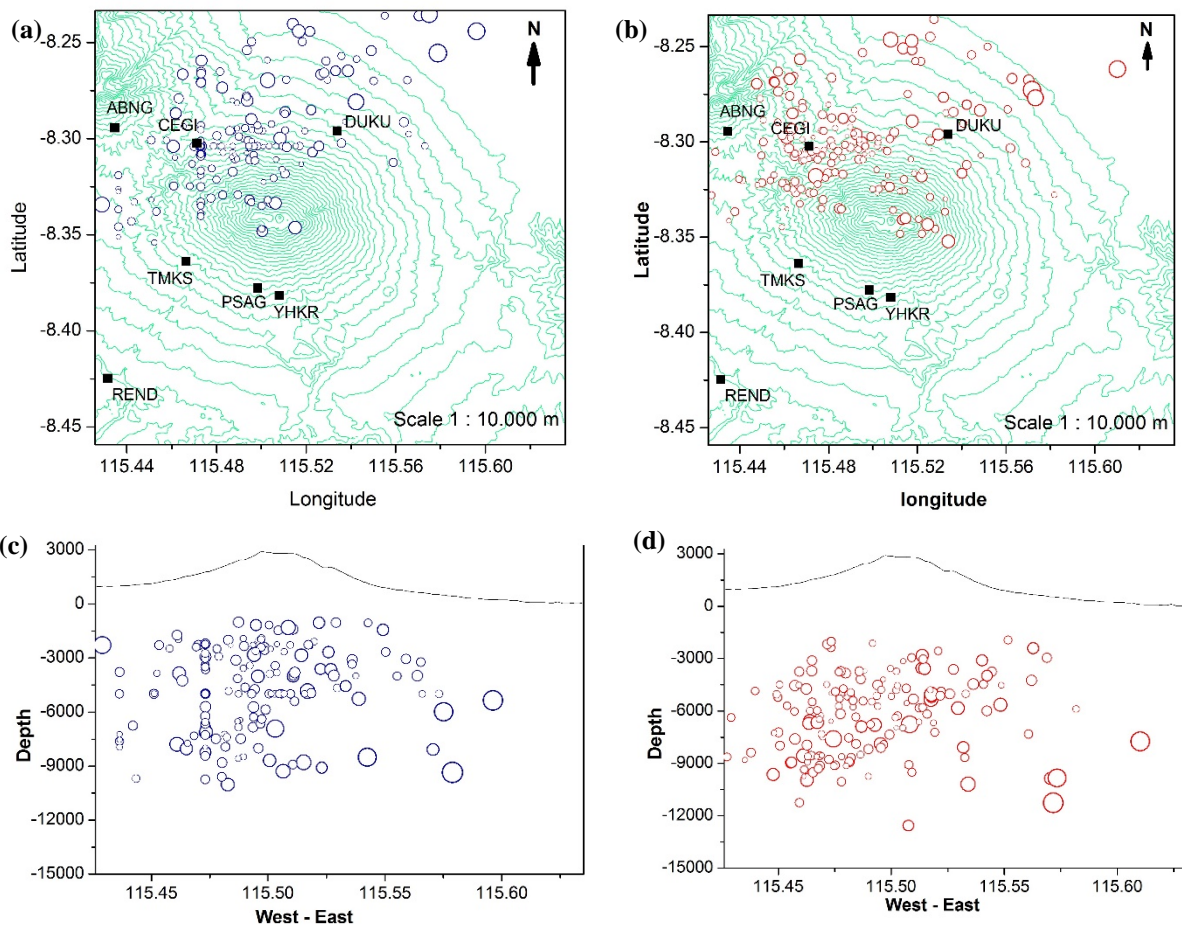 (a)
-8.25
-8.30
-8.35
-8.40
-8.45
Latitude
N
ABNG
CEGI
DUKU
TMKS
PSAG
YHKR
REND
Scale 1 : 10.000 m
115.44
115.48
115.52
115.56
115.60
Longitude
(b)
-8.25
-8.30
-8.35
-8.40
-8.45
Latitude
N
ABNG
CEGI
DUKU
TMKS
PSAG
YHKR
REND
Scale 1 : 10.000 m
115.44
115.48
115.52
115.56
115.60
longitude
(c)
3000
0
-3000
-6000
-9000
-12000
-15000
Depth
115.45
115.50
115.55
115.60
West - East
(d)
3000
0
-3000
-6000
-9000
-12000
-15000
Depth
115.45
115.50
115.55
115.60
West - East